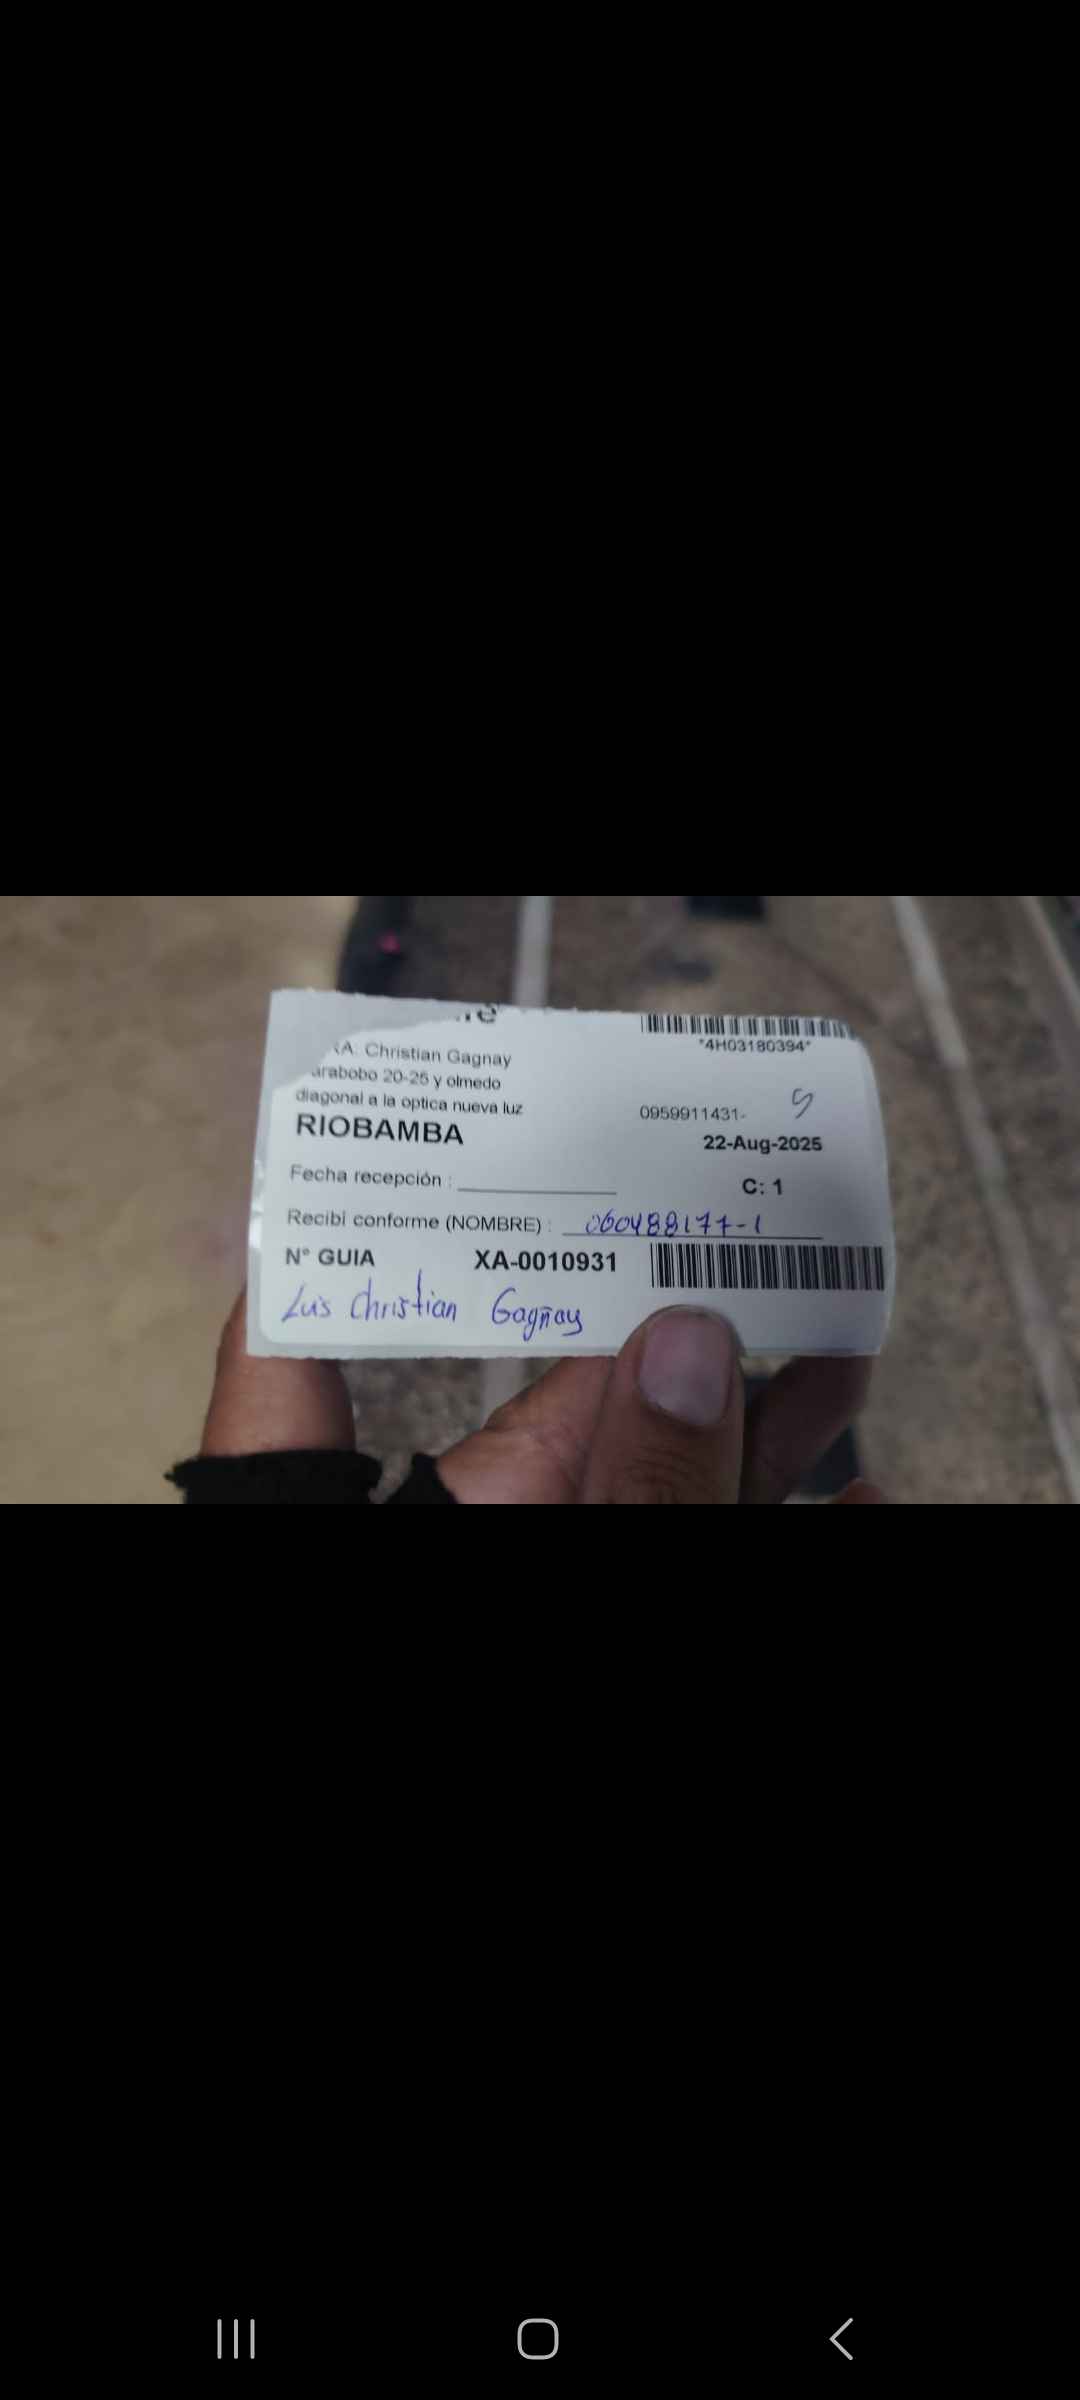 Christian Gagnay
20-25 y olmedo
diagonal a la optica nueva luz
RIOBAMBA
*4H03180394*
0959911431-
22-Aug-2025
Fecha recepción :
C: 1
Recibi conforme (NOMBRE) : 060488177-1
N° GUIA XA-0010931
Luis Christian Gagñay